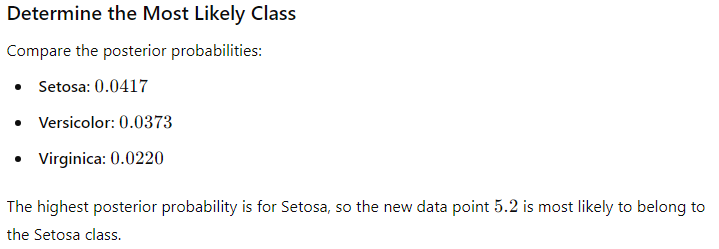 Determine the Most Likely Class
Compare the posterior probabilities:
• Setosa: 0.0417
• Versicolor: 0.0373
• Virginica: 0.0220
The highest posterior probability is for Setosa, so the new data point 5.2 is most likely to belong to
the Setosa class.